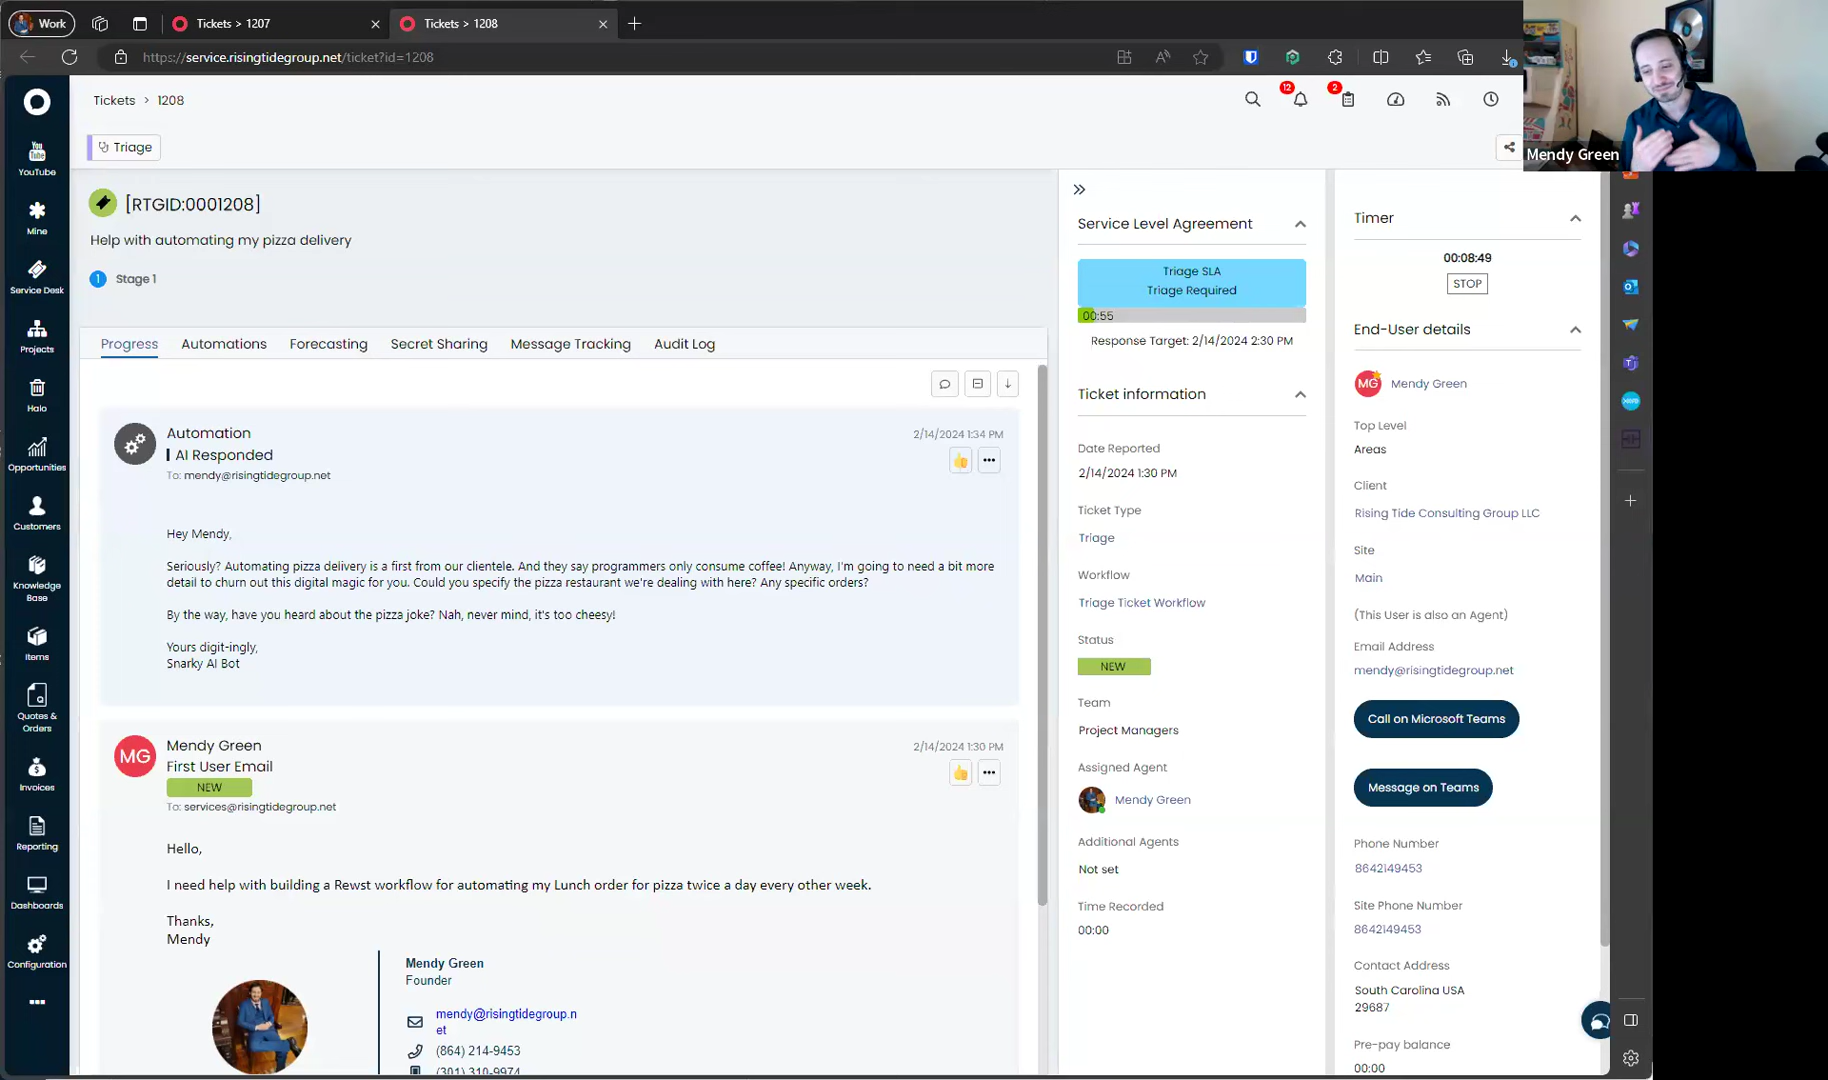 Work
Tickets > 1207
Tickets > 1208
https://service.risingtidegroup.net/ticket?id=1208
Mendy Green
YouTube
Mine
Service Desk
Projects
Halo
Opportunities
Customers
Knowledge
Base
Items
Quotes &
Orders
Invoices
Reporting
Dashboards
Configuration
Tickets > 1208
12
2
Triage
[RTGID:0001208]
Help with automating my pizza delivery
1 Stage 1
Progress Automations Forecasting Secret Sharing Message Tracking Audit Log
Automation
2/14/2024 1:34 PM
AI Responded
To: mendy@risingtidegroup.net
Hey Mendy,
Seriously? Automating pizza delivery is a first from our clientele. And they say programmers only consume coffee! Anyway, I'm going to need a bit more
detail to churn out this digital magic for you. Could you specify the pizza restaurant we're dealing with here? Any specific orders?
By the way, have you heard about the pizza joke? Nah, never mind, it's too cheesy!
Yours digit-ingly,
Snarky AI Bot
MG
Mendy Green
2/14/2024 1:30 PM
First User Email
NEW
To: services@risingtidegroup.net
Hello,
I need help with building a Rewst workflow for automating my Lunch order for pizza twice a day every other week.
Thanks,
Mendy
Mendy Green
Founder
mendy@risingtidegroup.n
et
(864) 214-9453
(301) 310-9974
Service Level Agreement
Triage SLA
Triage Required
00:55
Response Target: 2/14/2024 2:30 PM
Ticket information
Date Reported
2/14/2024 1:30 PM
Ticket Type
Triage
Workflow
Triage Ticket Workflow
Status
NEW
Team
Project Managers
Assigned Agent
Mendy Green
Additional Agents
Not set
Time Recorded
00:00
Timer
00:08:49
STOP
End-User details
MG Mendy Green
Top Level
Areas
Client
Rising Tide Consulting Group LLC
Site
Main
(This User is also an Agent)
Email Address
mendy@risingtidegroup.net
Call on Microsoft Teams
Message on Teams
Phone Number
8642149453
Site Phone Number
8642149453
Contact Address
South Carolina USA
29687
Pre-pay balance
00:00